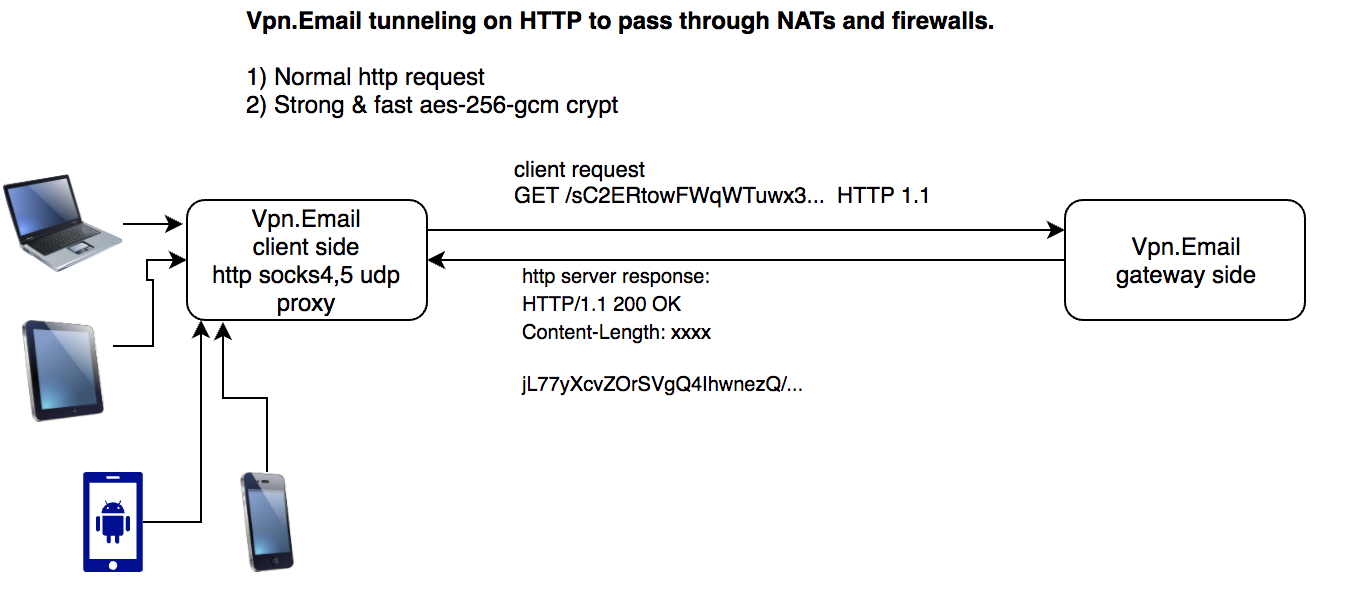 Vpn.Email tunneling on HTTP to pass through NATs and firewalls.
1) Normal http request
2) Strong & fast aes-256-gcm crypt
client request
GET /sC2ERtowFWqWTuwx3... HTTP 1.1
Vpn.Email
client side
http socks4,5 udp
proxy
Vpn.Email
gateway side
http server response:
HTTP/1.1 200 OK
Content-Length: xxxx
jL77yXcvZOrSVgQ4IhwnezQ/...